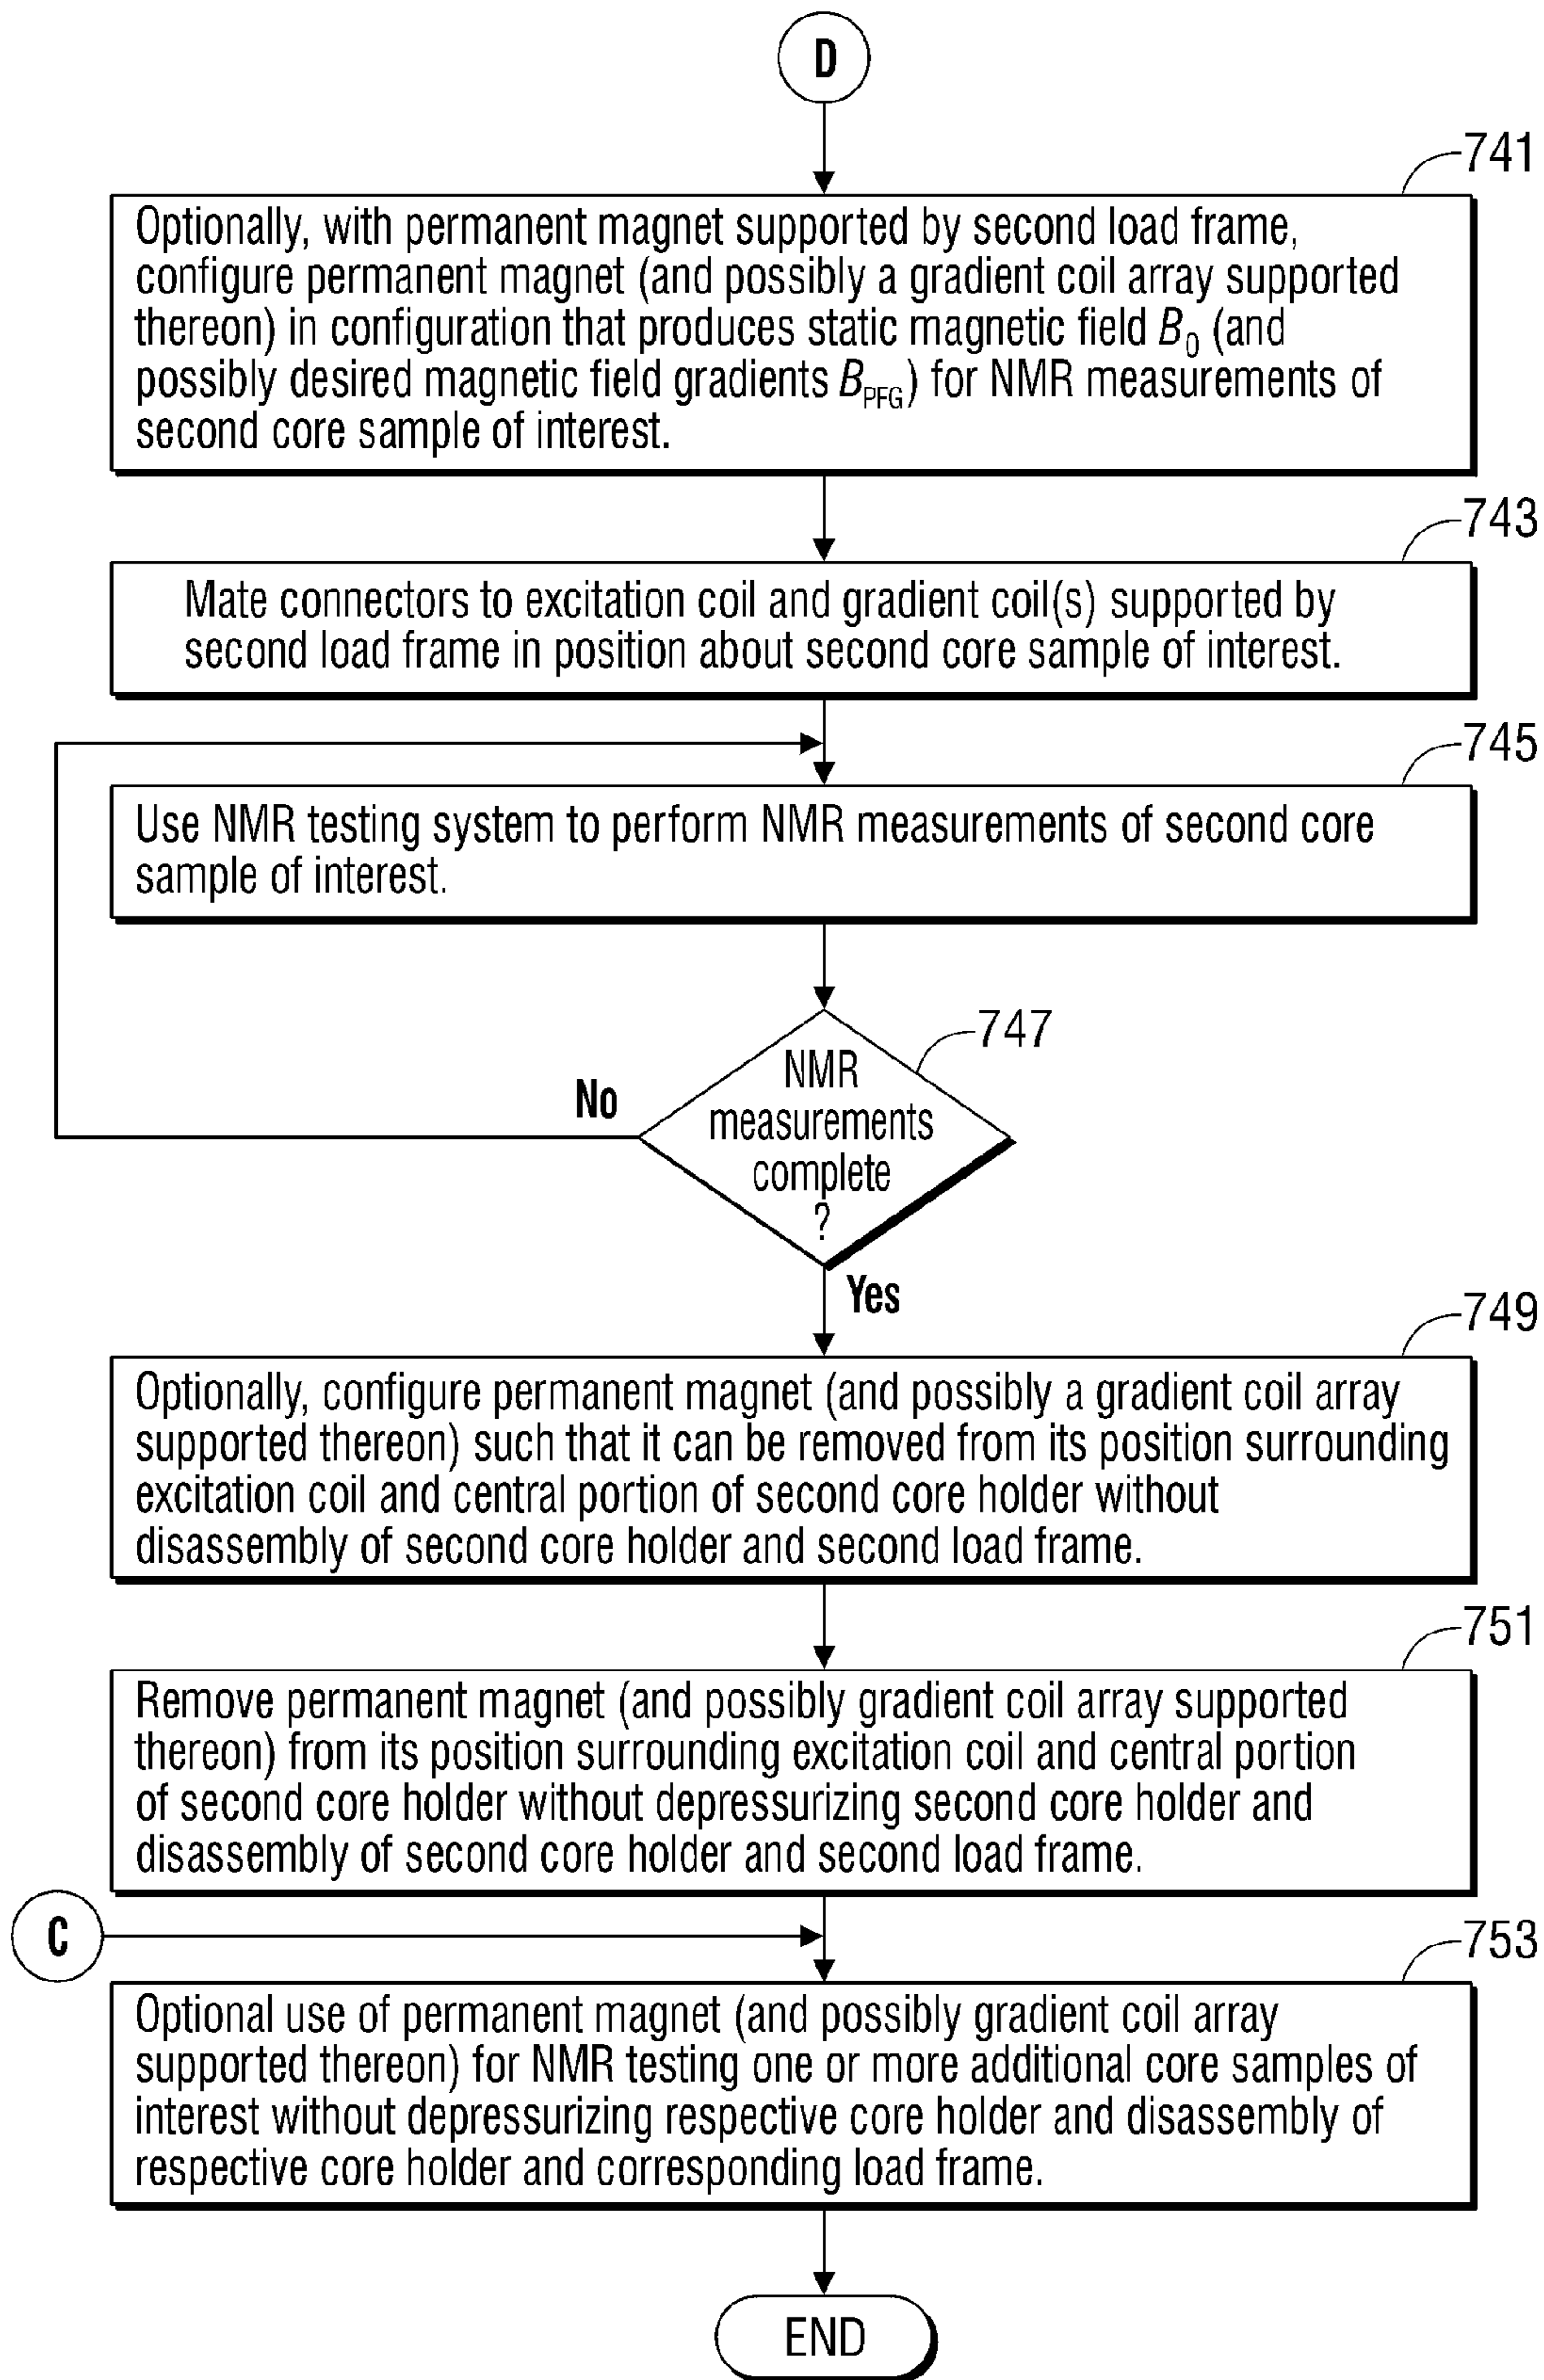 D
741
Optionally, with permanent magnet supported by second load frame,
configure permanent magnet (and possibly a gradient coil array supported
thereon) in configuration that produces static magnetic field B0 (and
possibly desired magnetic field gradients BPFG) for NMR measurements of
second core sample of interest.
743
Mate connectors to excitation coil and gradient coil(s) supported by
second load frame in position about second core sample of interest.
745
Use NMR testing system to perform NMR measurements of second core
sample of interest.
747
NMR
measurements
complete
?
No
Yes
749
Optionally, configure permanent magnet (and possibly a gradient coil array
supported thereon) such that it can be removed from its position surrounding
excitation coil and central portion of second core holder without
disassembly of second core holder and second load frame.
751
Remove permanent magnet (and possibly gradient coil array supported
thereon) from its position surrounding excitation coil and central portion
of second core holder without depressurizing second core holder and
disassembly of second core holder and second load frame.
C
753
Optional use of permanent magnet (and possibly gradient coil array
supported thereon) for NMR testing one or more additional core samples of
interest without depressurizing respective core holder and disassembly of
respective core holder and corresponding load frame.
END